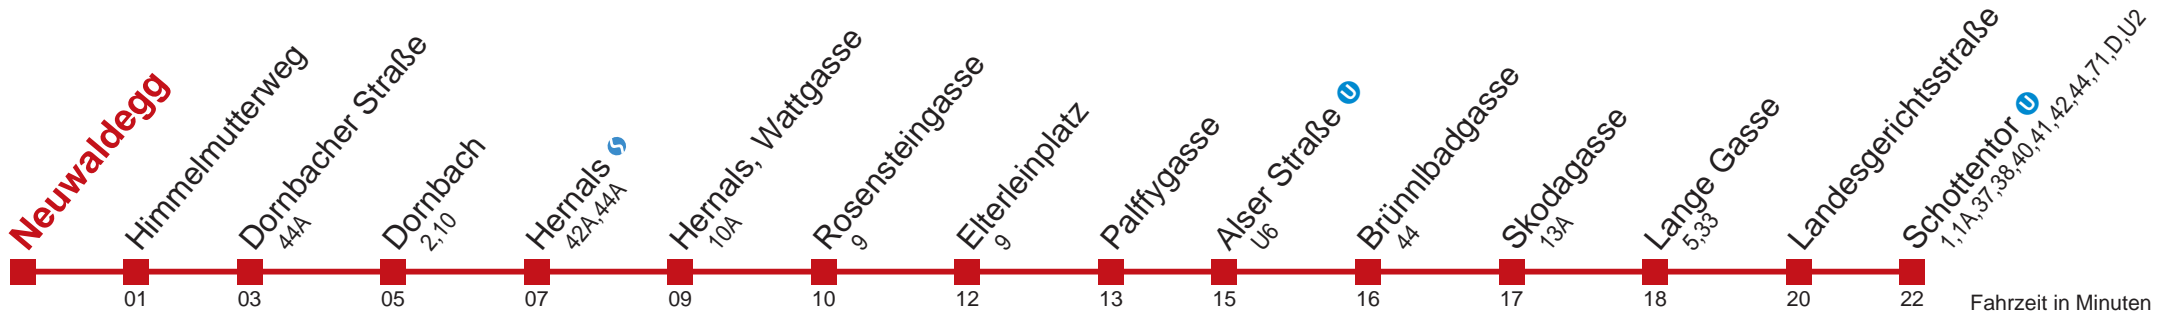 Neuwaldegg
Himmelmutterweg
Dornbacher Straße
44A
Dornbach
2,10
Hernals
42A,44A
Hernals, Wattgasse
10A
Rosensteingasse
9
Elterleinplatz
9
Palffygasse
Alser Straße U
U6
Brünnlbadgasse
44
Skodagasse
13A
Lange Gasse
5,33
Landesgerichtsstraße
Schottentor U
1,1A,37,38,40,41,42,44,71,D,U2
01 03 05 07 09 10 12 13 15 16 17 18 20 22
Fahrzeit in Minuten